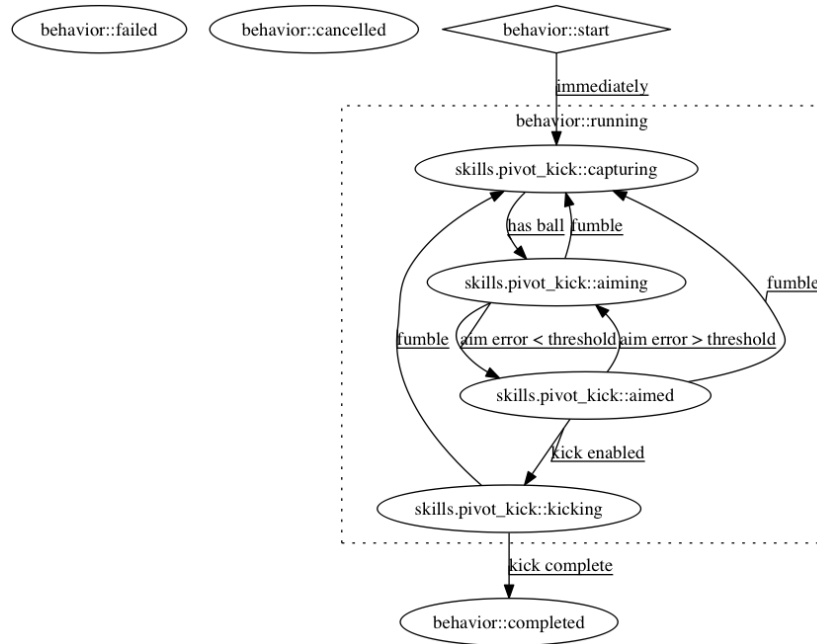 behavior::failed
behavior::cancelled
behavior::start
immediately
behavior::running
skills.pivot_kick::capturing
has ball
fumble
skills.pivot_kick::aiming
fumble
fumble
aim error < threshold
aim error > threshold
skills.pivot_kick::aimed
kick enabled
skills.pivot_kick::kicking
kick complete
behavior::completed